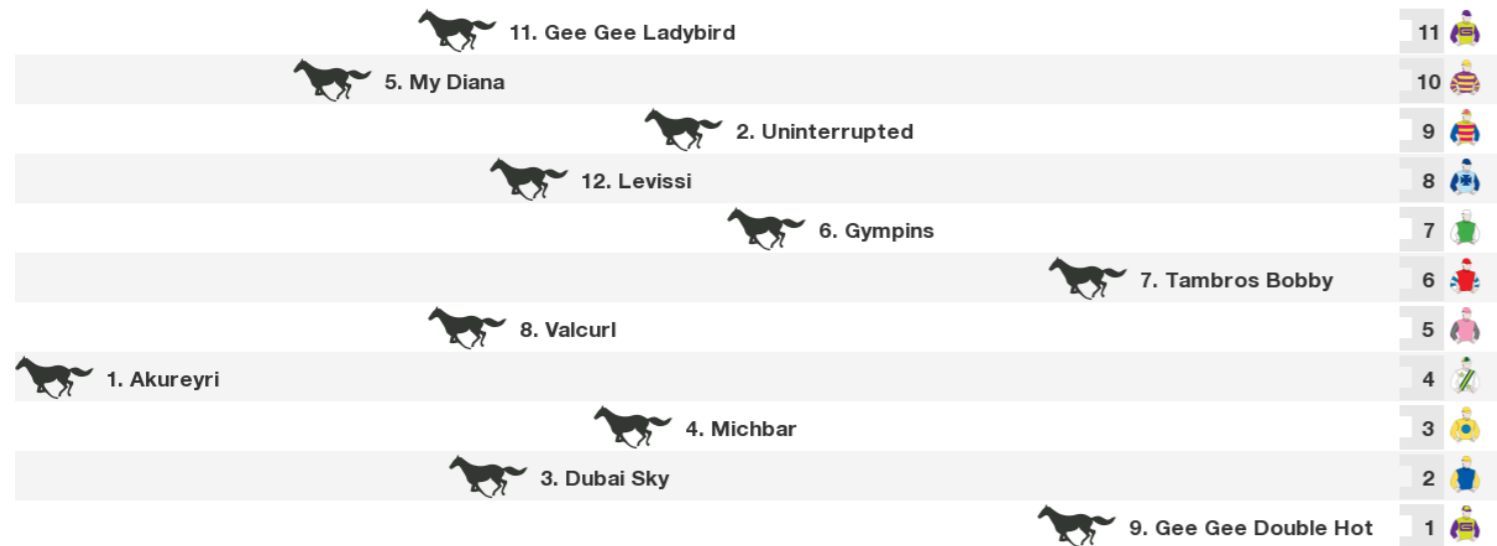 11. Gee Gee Ladybird 11
5. My Diana 10
2. Uninterrupted 9
12. Levissi 8
6. Gympins 7
7. Tambros Bobby 6
8. Valcurl 5
1. Akureyri 4
4. Michbar 3
3. Dubai Sky 2
9. Gee Gee Double Hot 1